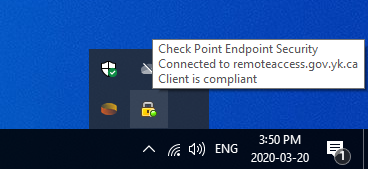 Check Point Endpoint Security
Connected to remoteaccess.gov.yk.ca
Client is compliant
ENG
3:50 PM
2020-03-20
1